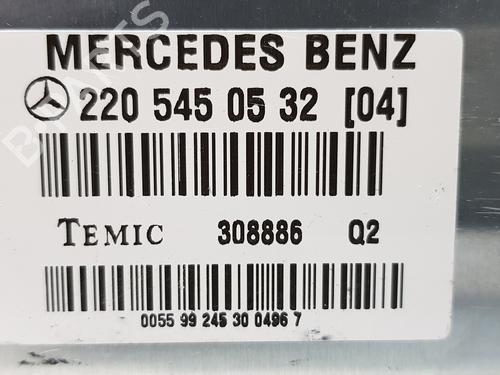 MERCEDES BENZ
220 545 05 32 [04]
TEMIC 308886 Q2
0055 99 245 30 0496 7